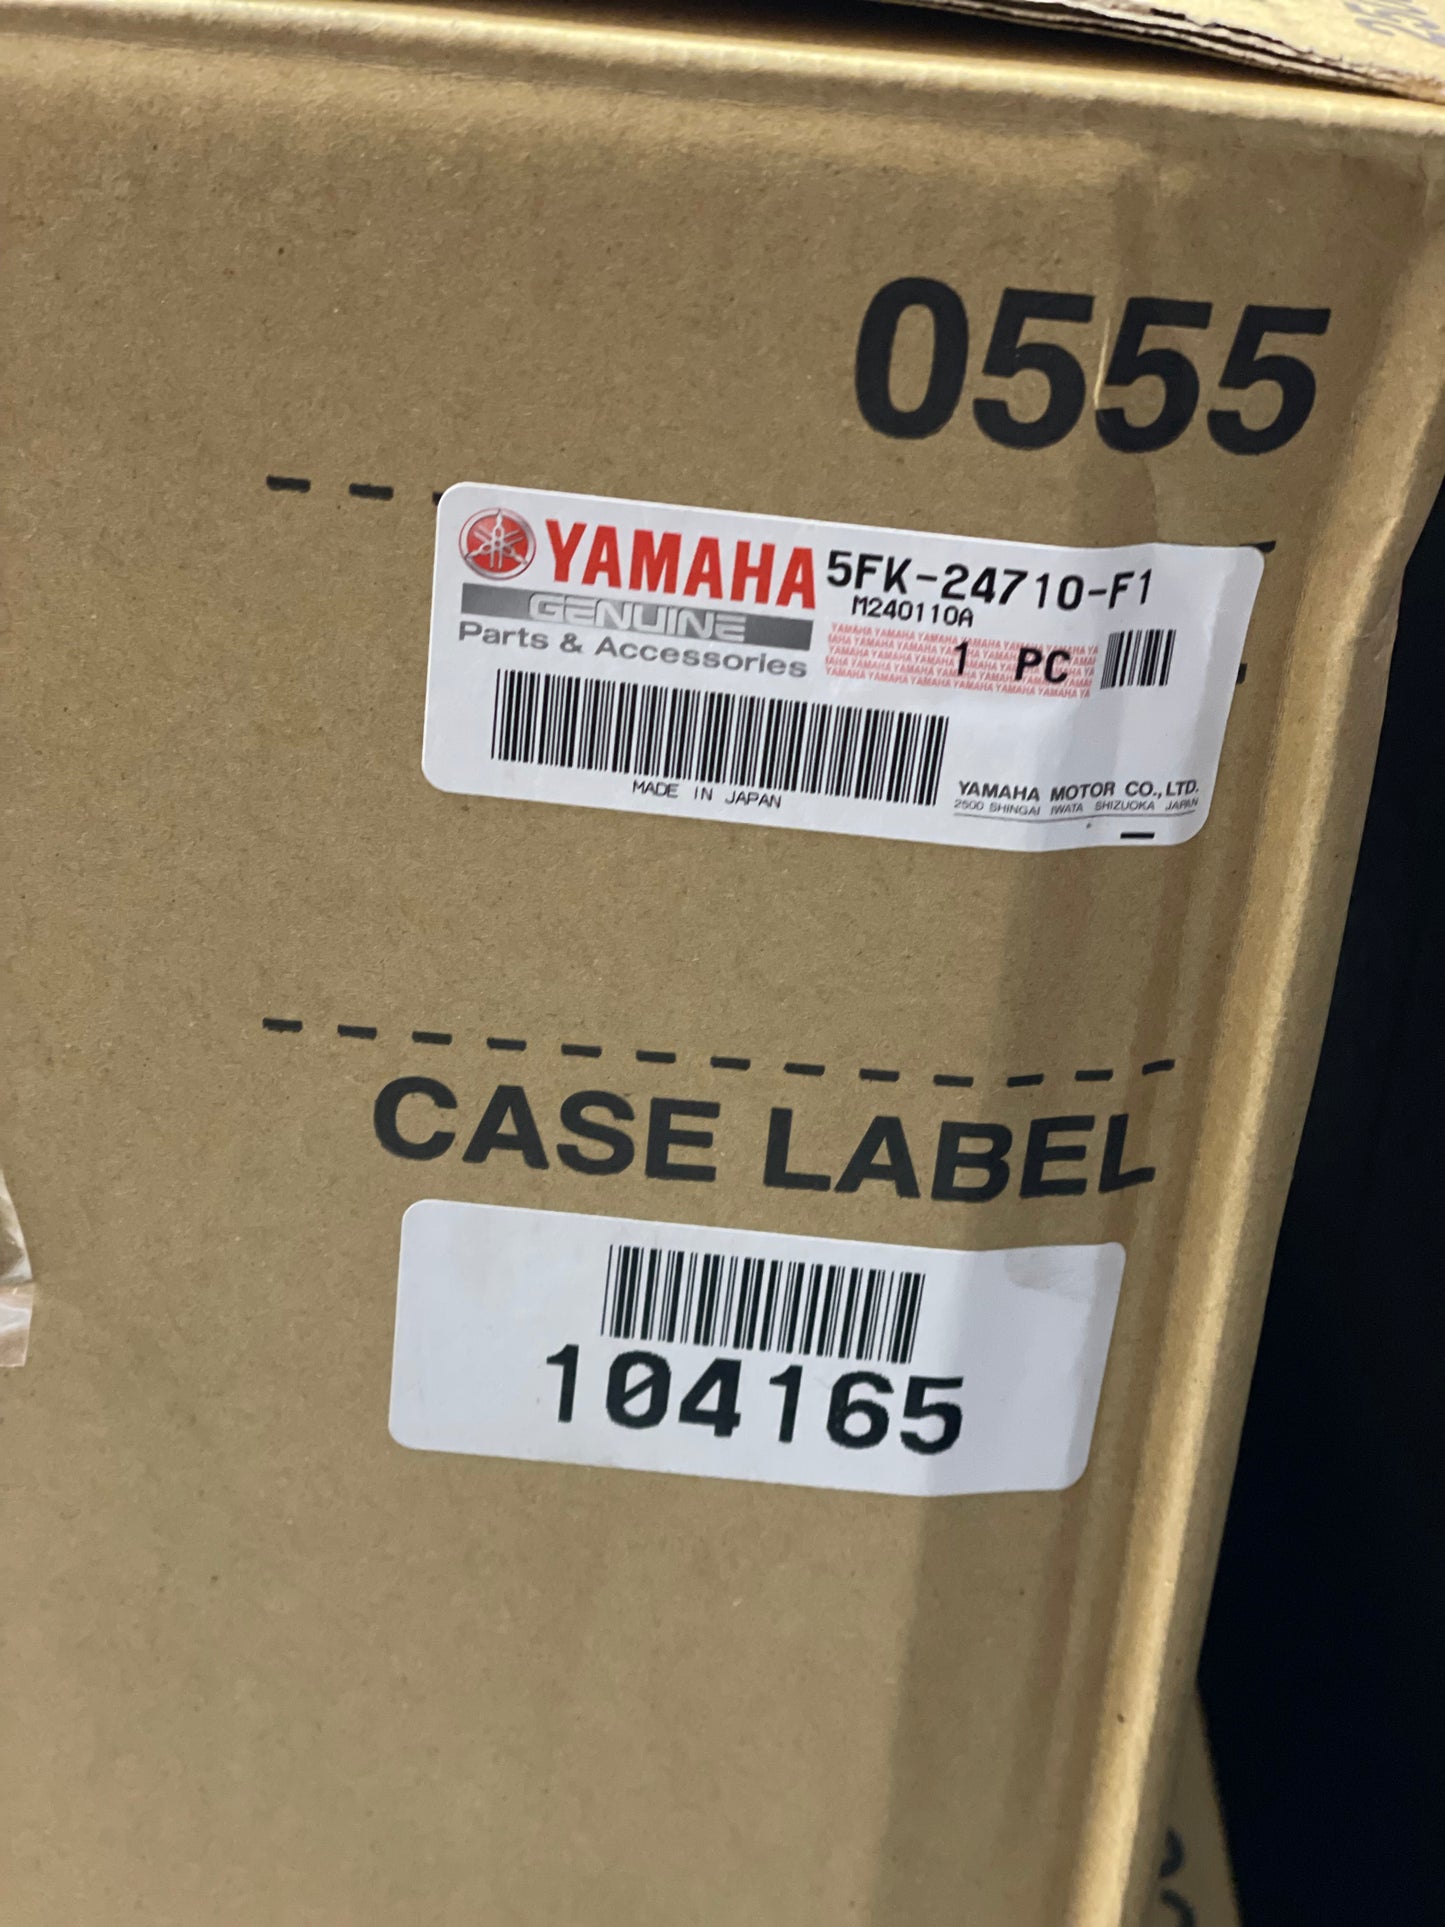 0555
YAMAHA 5FK-24710-F1
GENUINE M240110A
Parts & Accessories 1 PC
MADE IN JAPAN
YAMAHA MOTOR CO.,LTD.
2500 SHINGAI IWATA SHIZUOKA JAPAN
CASE LABEL
104165